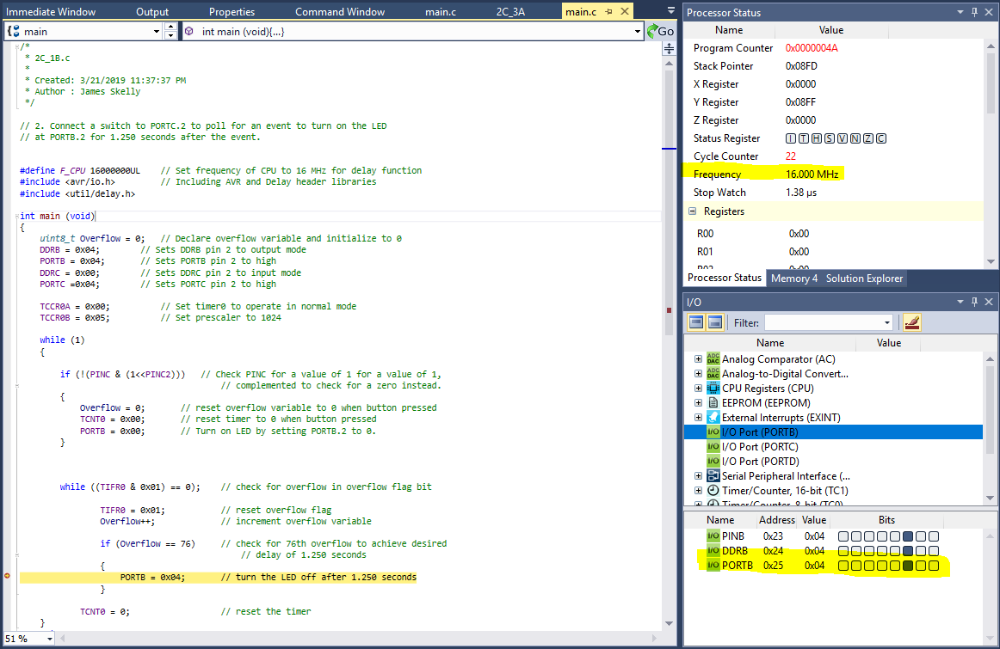 Immediate Window Output Properties Command Window main.c 2C_3A main.c
main int main (void){...} Go
/*
* 2C_1B.c
*
* Created: 3/21/2019 11:37:37 PM
* Author : James Skelly
*/
// 2. Connect a switch to PORTC.2 to poll for an event to turn on the LED
// at PORTB.2 for 1.250 seconds after the event.
#define F_CPU 16000000UL // Set frequency of CPU to 16 MHz for delay function
#include <avr/io.h> // Including AVR and Delay header libraries
#include <util/delay.h>
int main (void)
{
uint8_t Overflow = 0; // Declare overflow variable and initialize to 0
DDRB = 0x04; // Sets DDRB pin 2 to output mode
PORTB = 0x04; // Sets PORTB pin 2 to high
DDRC = 0x00; // Sets DDRC pin 2 to input mode
PORTC =0x04; // Sets PORTC pin 2 to high
TCCR0A = 0x00; // Set timer0 to operate in normal mode
TCCR0B = 0x05; // Set prescaler to 1024
while (1)
{
if (!(PINC & (1<<PINC2))) // Check PINC for a value of 1 for a value of 1,
// complemented to check for a zero instead.
{
Overflow = 0; // reset overflow variable to 0 when button pressed
TCNT0 = 0x00; // reset timer to 0 when button pressed
PORTB = 0x00; // Turn on LED by setting PORTB.2 to 0.
}
while ((TIFR0 & 0x01) == 0); // check for overflow in overflow flag bit
TIFR0 = 0x01; // reset overflow flag
Overflow++; // increment overflow variable
if (Overflow == 76) // check for 76th overflow to achieve desired
// delay of 1.250 seconds
{
PORTB = 0x04; // turn the LED off after 1.250 seconds
}
TCNT0 = 0; // reset the timer
}
51 %
Processor Status
Name Value
Program Counter 0x0000004A
Stack Pointer 0x08FD
X Register 0x0000
Y Register 0x08FF
Z Register 0x0000
Status Register I T H S V N Z C
Cycle Counter 22
Frequency 16.000 MHz
Stop Watch 1.38 µs
Registers
R00 0x00
R01 0x00
R02 0x00
Processor Status Memory 4 Solution Explorer
I/O
Filter:
Name Value
Analog Comparator (AC)
Analog-to-Digital Convert...
CPU Registers (CPU)
EEPROM (EEPROM)
External Interrupts (EXINT)
I/O I/O Port (PORTB)
I/O I/O Port (PORTC)
I/O I/O Port (PORTD)
Serial Peripheral Interface (...
Timer/Counter, 16-bit (TC1)
Timer/Counter, 8-bit (TC0)
Name Address Value Bits
I/O PINB 0x23 0x04
I/O DDRB 0x24 0x04
I/O PORTB 0x25 0x04